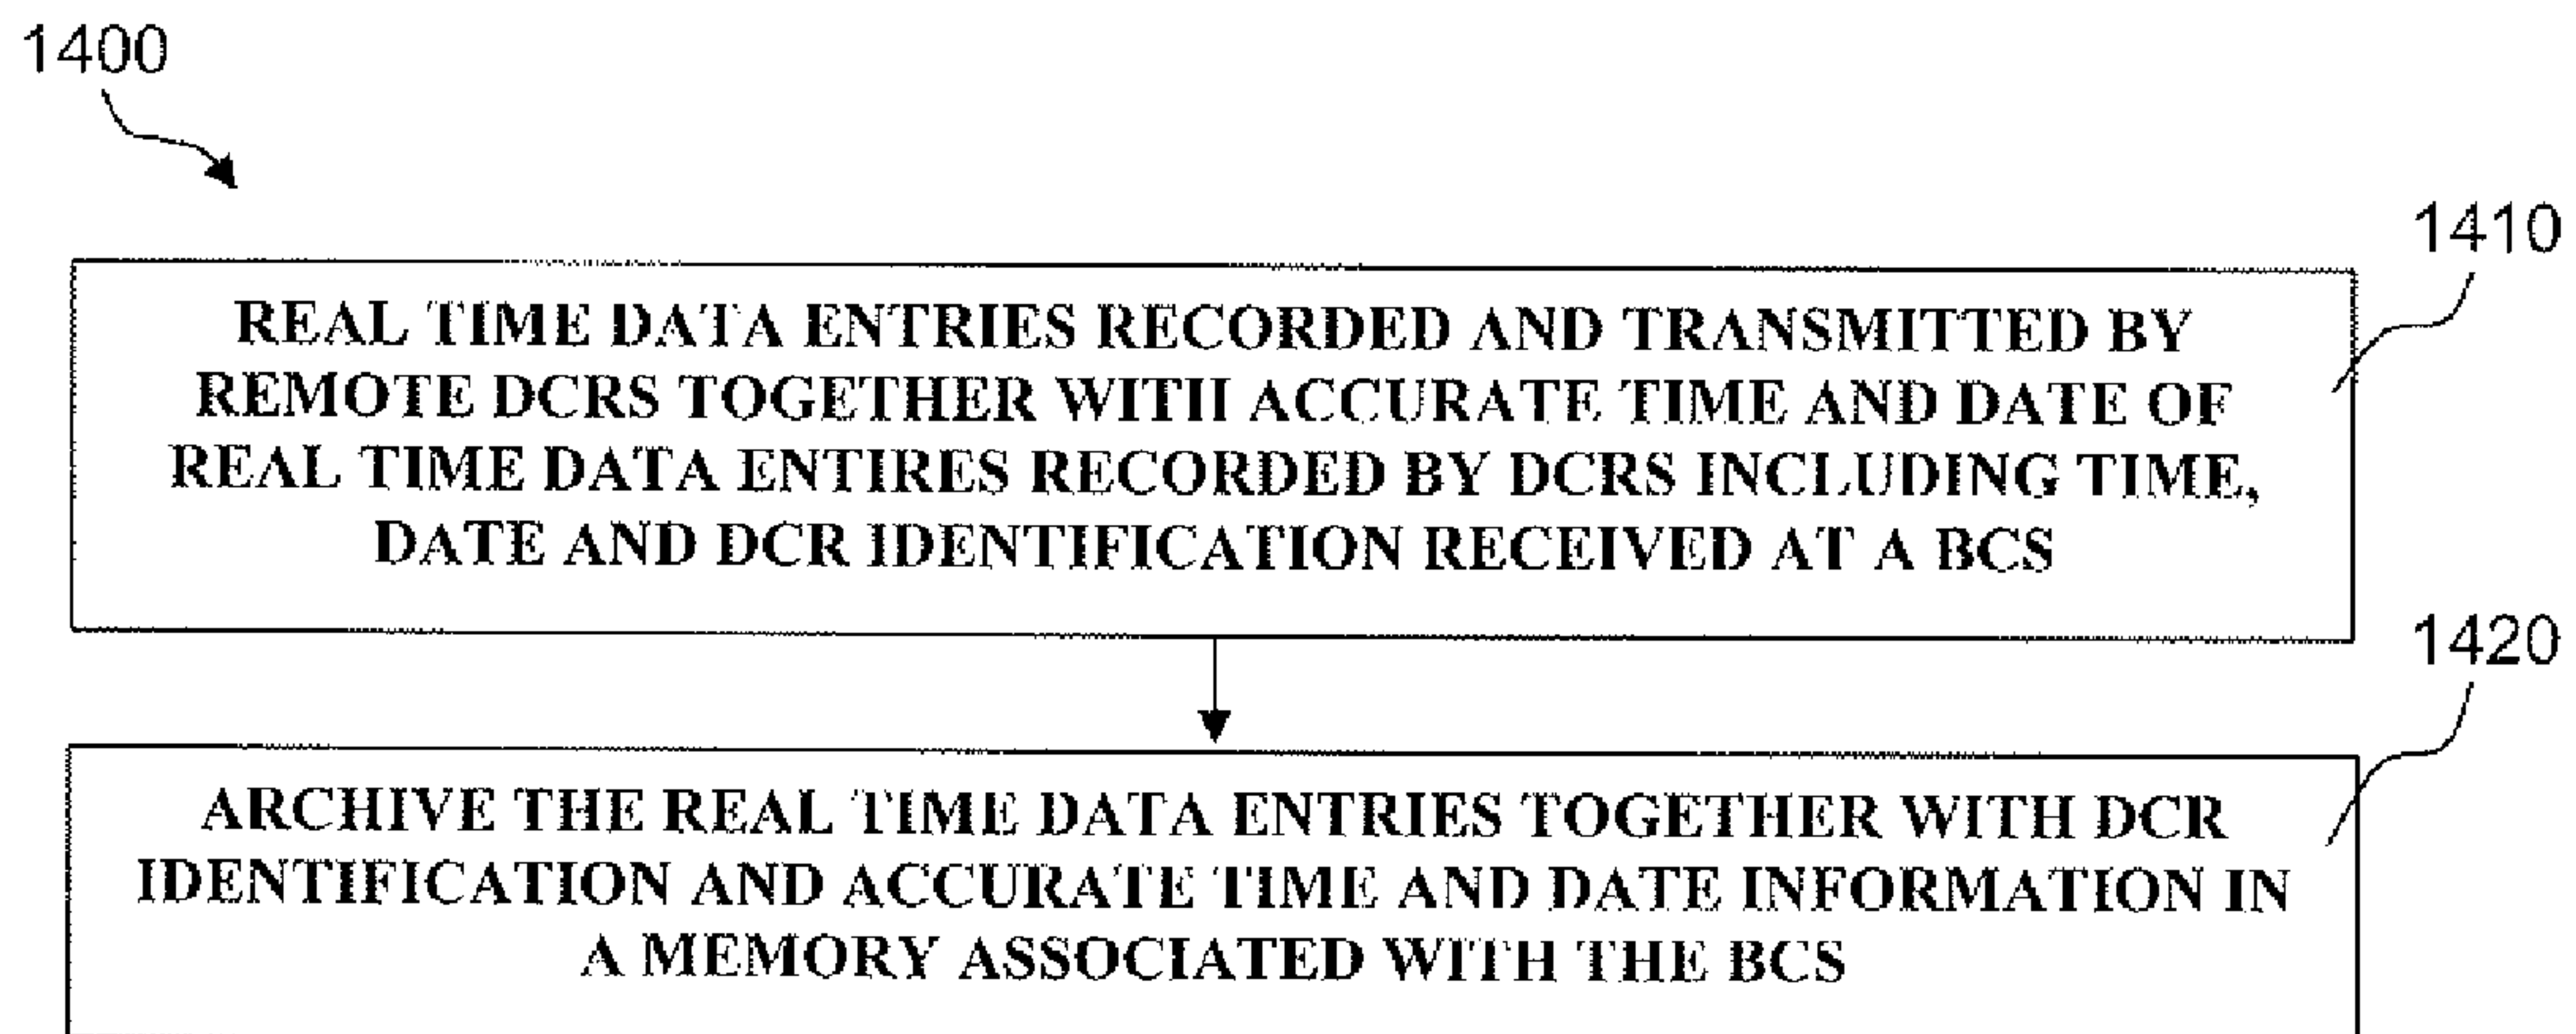 1400
1410
REAL TIME DATA ENTRIES RECORDED AND TRANSMITTED BY
REMOTE DCRS TOGETHER WITH ACCURATE TIME AND DATE OF
REAL TIME DATA ENTIRES RECORDED BY DCRS INCLUDING TIME,
DATE AND DCR IDENTIFICATION RECEIVED AT A BCS
1420
ARCHIVE THE REAL TIME DATA ENTRIES TOGETHER WITH DCR
IDENTIFICATION AND ACCURATE TIME AND DATE INFORMATION IN
A MEMORY ASSOCIATED WITH THE BCS